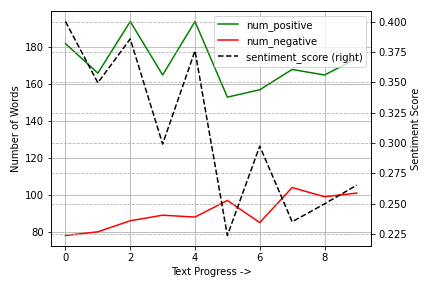 num_positive
num_negative
sentiment_score (right)
Number of Words
180
160
140
120
100
80
0.400
0.375
0.350
0.325
0.300
0.275
0.250
0.225
Sentiment Score
0 2 4 6 8
Text Progress ->